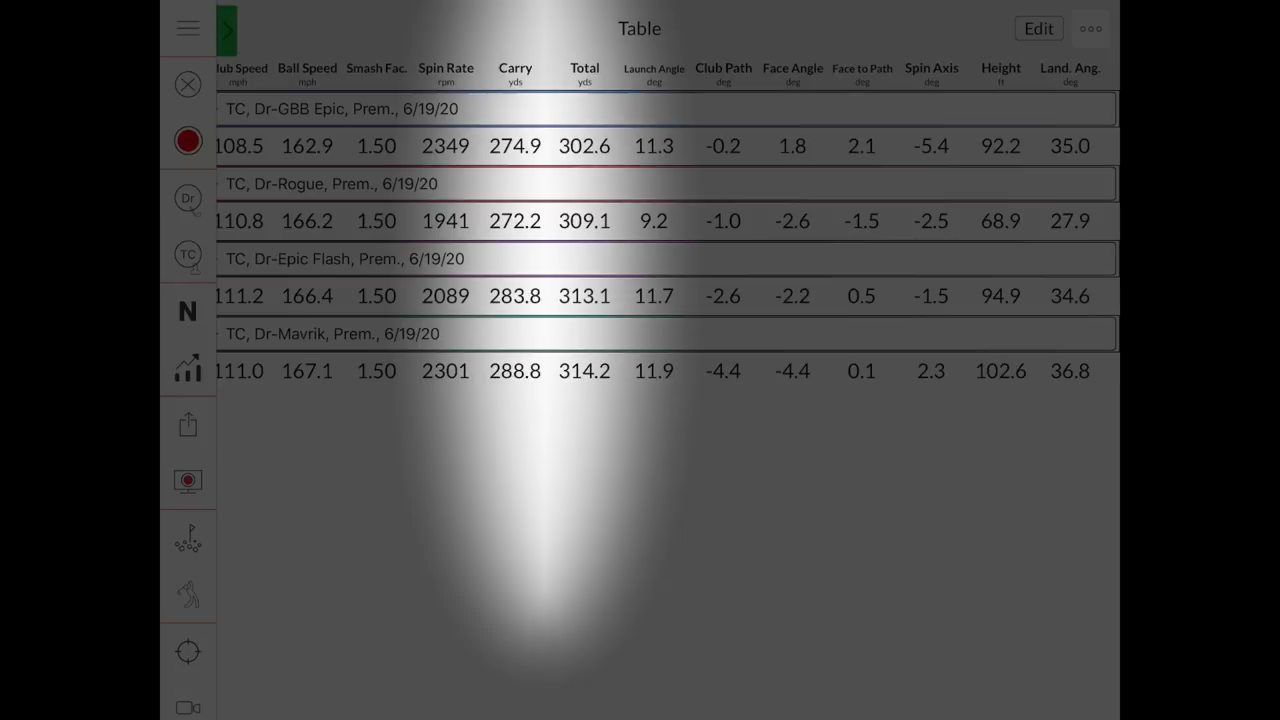 Table
Edit
lub Speed Ball Speed Smash Fac. Spin Rate Carry Total Launch Angle Club Path Face Angle Face to Path Spin Axis Height Land. Ang.
mph mph rpm yds yds deg deg deg deg deg ft deg
TC, Dr-GBB Epic, Prem., 6/19/20
108.5 162.9 1.50 2349 274.9 302.6 11.3 -0.2 1.8 2.1 -5.4 92.2 35.0
TC, Dr-Rogue, Prem., 6/19/20
110.8 166.2 1.50 1941 272.2 309.1 9.2 -1.0 -2.6 -1.5 -2.5 68.9 27.9
TC, Dr-Epic Flash, Prem., 6/19/20
111.2 166.4 1.50 2089 283.8 313.1 11.7 -2.6 -2.2 0.5 -1.5 94.9 34.6
TC, Dr-Mavrik, Prem., 6/19/20
111.0 167.1 1.50 2301 288.8 314.2 11.9 -4.4 -4.4 0.1 2.3 102.6 36.8
Dr
TC
N